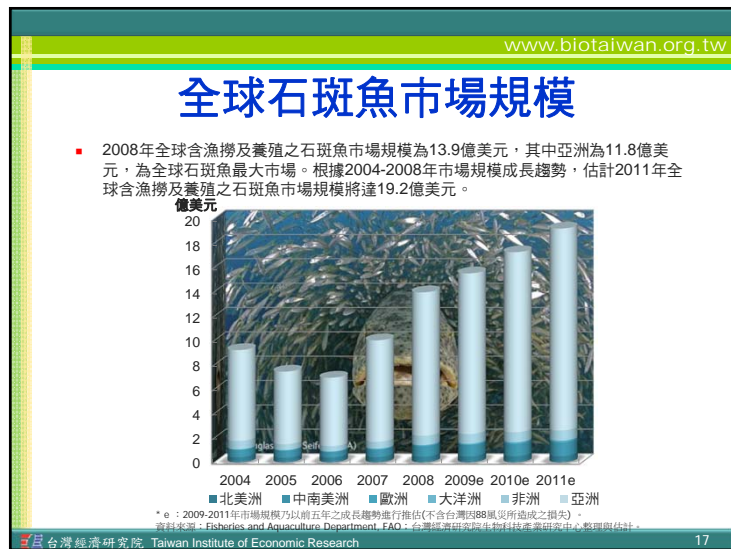 www.biotaiwan.org.tw
全球石斑魚市場規模
2008年全球含漁撈及養殖之石斑魚市場規模為13.9億美元，其中亞洲為11.8億美
元，為全球石斑魚最大市場。根據2004-2008年市場規模成長趨勢，估計2011年全
球含漁撈及養殖之石斑魚市場規模將達19.2億美元。
億美元
20
18
16
14
12
10
8
6
4
2
0
2004 2005 2006 2007 2008 2009e 2010e 2011e
北美洲 中南美洲 歐洲 大洋洲 非洲 亞洲
* e：2009-2011年市場規模乃以前五年之成長趨勢進行推估(不含台灣因88風災所造成之損失)。
資料來源：Fisheries and Aquaculture Department, FAO；台灣經濟研究院生物科技產業研究中心整理與估計。
台灣經濟研究院 Taiwan Institute of Economic Research
17